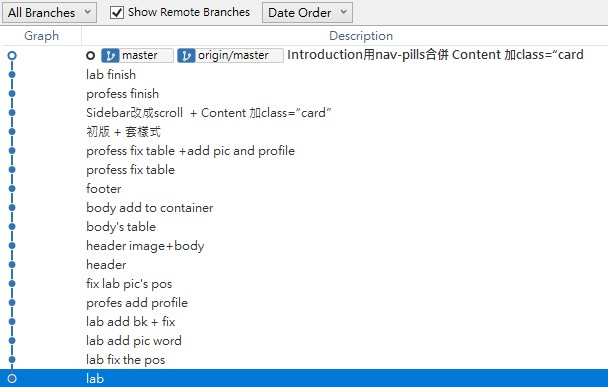 All Branches Show Remote Branches Date Order
Graph Description
master origin/master Introduction用nav-pills合併 Content 加class=“card
lab finish
profess finish
Sidebar改成scroll + Content 加class=“card”
初版 + 套樣式
profess fix table +add pic and profile
profess fix table
footer
body add to container
body's table
header image+body
header
fix lab pic's pos
profes add profile
lab add bk + fix
lab add pic word
lab fix the pos
lab